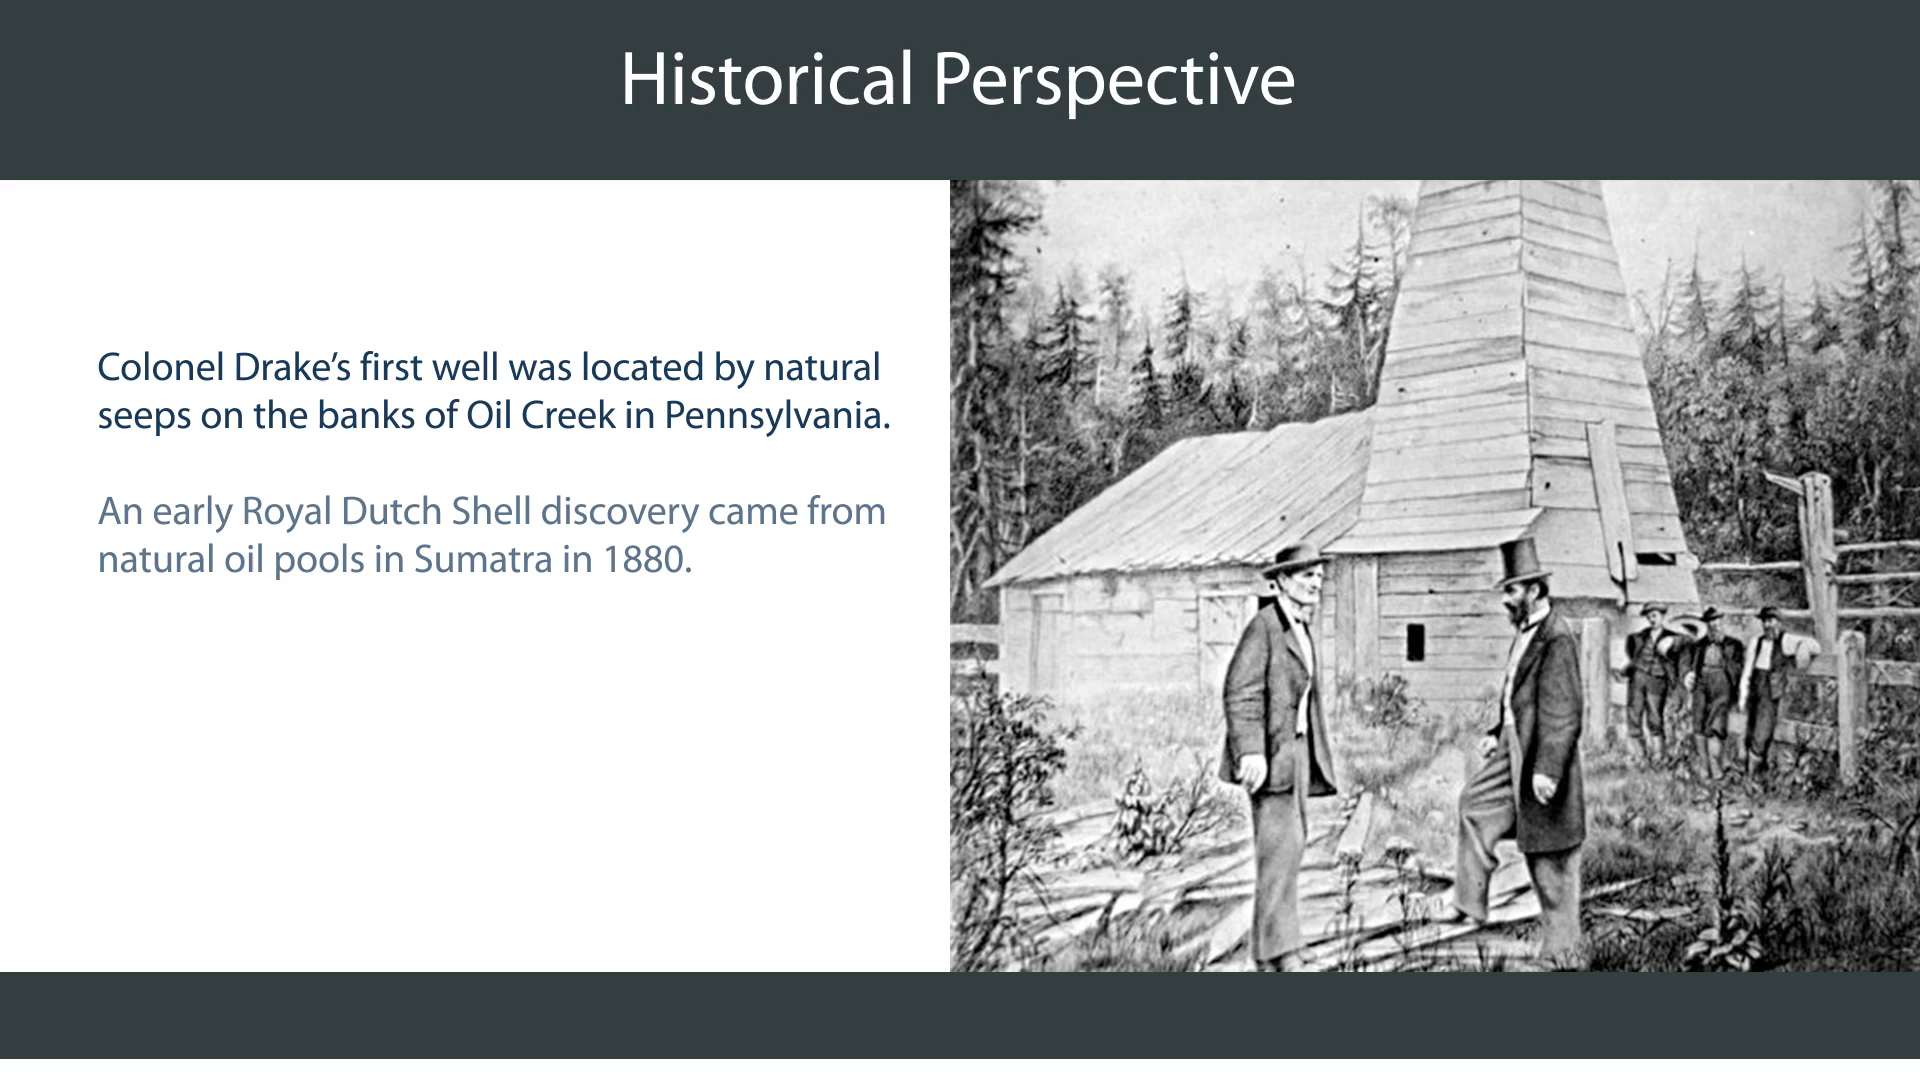 Historical Perspective
Colonel Drake’s first well was located by natural
seeps on the banks of Oil Creek in Pennsylvania.
An early Royal Dutch Shell discovery came from
natural oil pools in Sumatra in 1880.